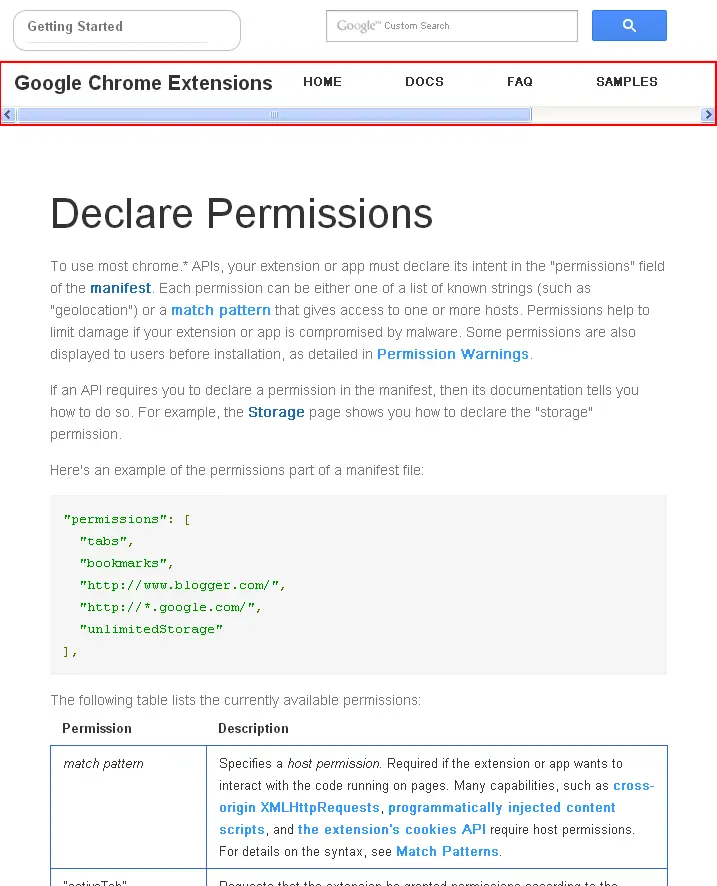 Getting Started
Google™ Custom Search
Google Chrome Extensions HOME DOCS FAQ SAMPLES
Declare Permissions
To use most chrome.* APIs, your extension or app must declare its intent in the "permissions" field
of the manifest. Each permission can be either one of a list of known strings (such as
"geolocation") or a match pattern that gives access to one or more hosts. Permissions help to
limit damage if your extension or app is compromised by malware. Some permissions are also
displayed to users before installation, as detailed in Permission Warnings.
If an API requires you to declare a permission in the manifest, then its documentation tells you
how to do so. For example, the Storage page shows you how to declare the "storage"
permission.
Here's an example of the permissions part of a manifest file:
"permissions": [
"tabs",
"bookmarks",
"http://www.blogger.com/",
"http://*.google.com/",
"unlimitedStorage"
],
The following table lists the currently available permissions:
Permission Description
match pattern Specifies a host permission. Required if the extension or app wants to
interact with the code running on pages. Many capabilities, such as cross-
origin XMLHttpRequests, programmatically injected content
scripts, and the extension's cookies API require host permissions.
For details on the syntax, see Match Patterns.
"activeTab" Requests that the extension be granted permissions according to the